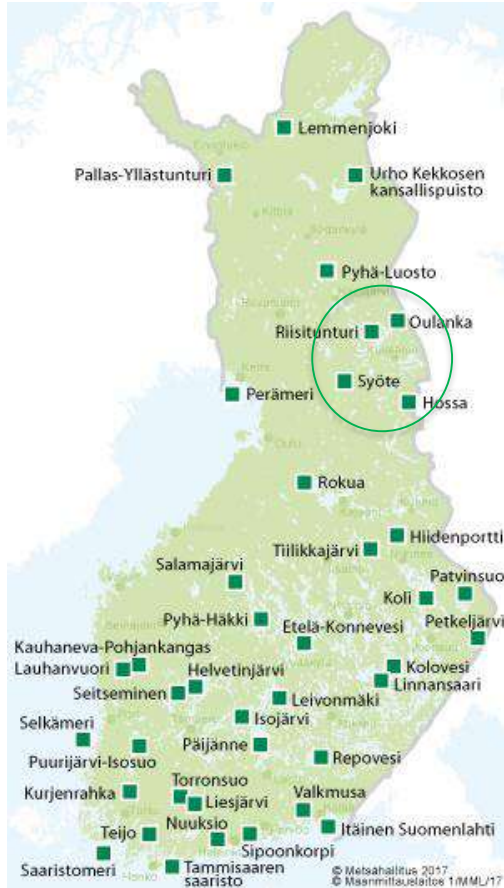 Lemmenjoki
Pallas-Yllästunturi
Urho Kekkosen
kansallispuisto
Pyhä-Luosto
Oulanka
Riisitunturi
Syöte
Perämeri
Hossa
Rokua
Hiidenportti
Tiilikkajärvi
Patvinsuo
Salamajärvi
Koli
Pyhä-Häkki
Petkeljärvi
Etelä-Konnevesi
Kauhaneva-Pohjankangas
Lauhanvuori
Helvetinjärvi
Kolovesi
Linnansaari
Seitseminen
Leivonmäki
Selkämeri
Isojärvi
Puurijärvi-Isosuo
Päijänne
Repovesi
Kurjenrahka
Torronsuo
Liesjärvi
Valkmusa
Teijo
Nuuksio
Itäinen Suomenlahti
Sipoonkorpi
Saaristomeri
Tammisaaren
saaristo
© Metsähallitus 2017
© Maanmittauslaitos 1/MML/17